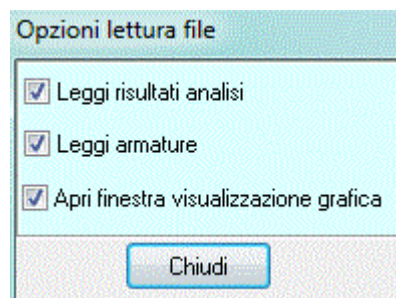 Opzioni lettura file
Leggi risultati analisi
Leggi armature
Apri finestra visualizzazione grafica
Chiudi